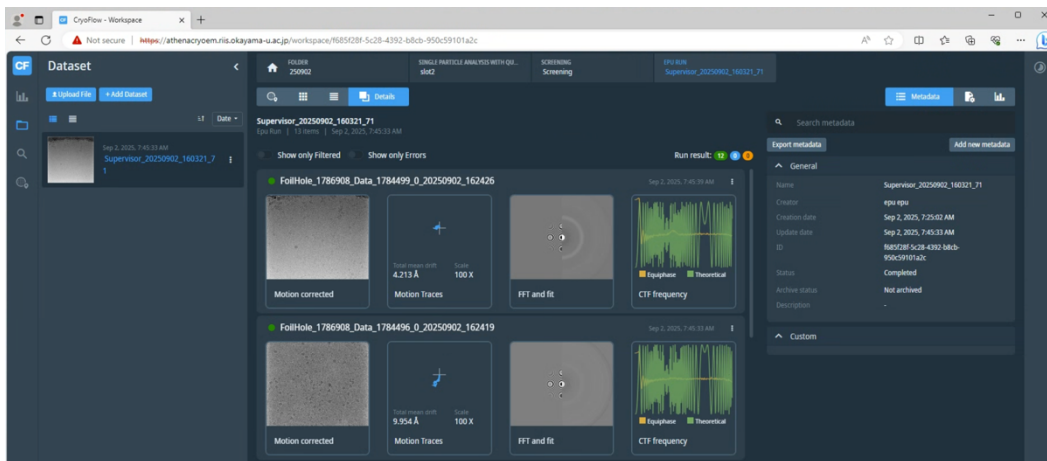 CryoFlow - Workspace
Not secure | https://athenacryoem.riis.okayama-u.ac.jp/workspace/f685f28f-5c28-4392-b8cb-950c59101a2c
CF
Dataset
FOLDER
250902
SINGLE PARTICLE ANALYSIS WITH QU...
slot2
SCREENING
Screening
EPU RUN
Supervisor_20250902_160321_71
Upload File
+ Add Dataset
Details
Metadata
Date
Supervisor_20250902_160321_71
Epu Run | 13 items | Sep 2, 2025, 7:45:33 AM
Search metadata
Sep 2, 2025, 7:45:33 AM
Supervisor_20250902_160321_7
1
Show only Filtered
Show only Errors
Run result: 12 0 0
Export metadata
Add new metadata
General
FoilHole_1786908_Data_1784499_0_20250902_162426
Sep 2, 2025, 7:45:39 AM
Name
Supervisor_20250902_160321_71
Creator
epu epu
Creation date
Sep 2, 2025, 7:25:02 AM
Update date
Sep 2, 2025, 7:45:33 AM
ID
f685f28f-5c28-4392-b8cb-
950c59101a2c
Status
Completed
Archive status
Not archived
Description
-
Total mean drift
4.213 Å
Scale
100 X
Equiphase
Theoretical
Motion corrected
Motion Traces
FFT and fit
CTF frequency
FoilHole_1786908_Data_1784496_0_20250902_162419
Sep 2, 2025, 7:45:33 AM
Custom
Total mean drift
9.954 Å
Scale
100 X
Equiphase
Theoretical
Motion corrected
Motion Traces
FFT and fit
CTF frequency